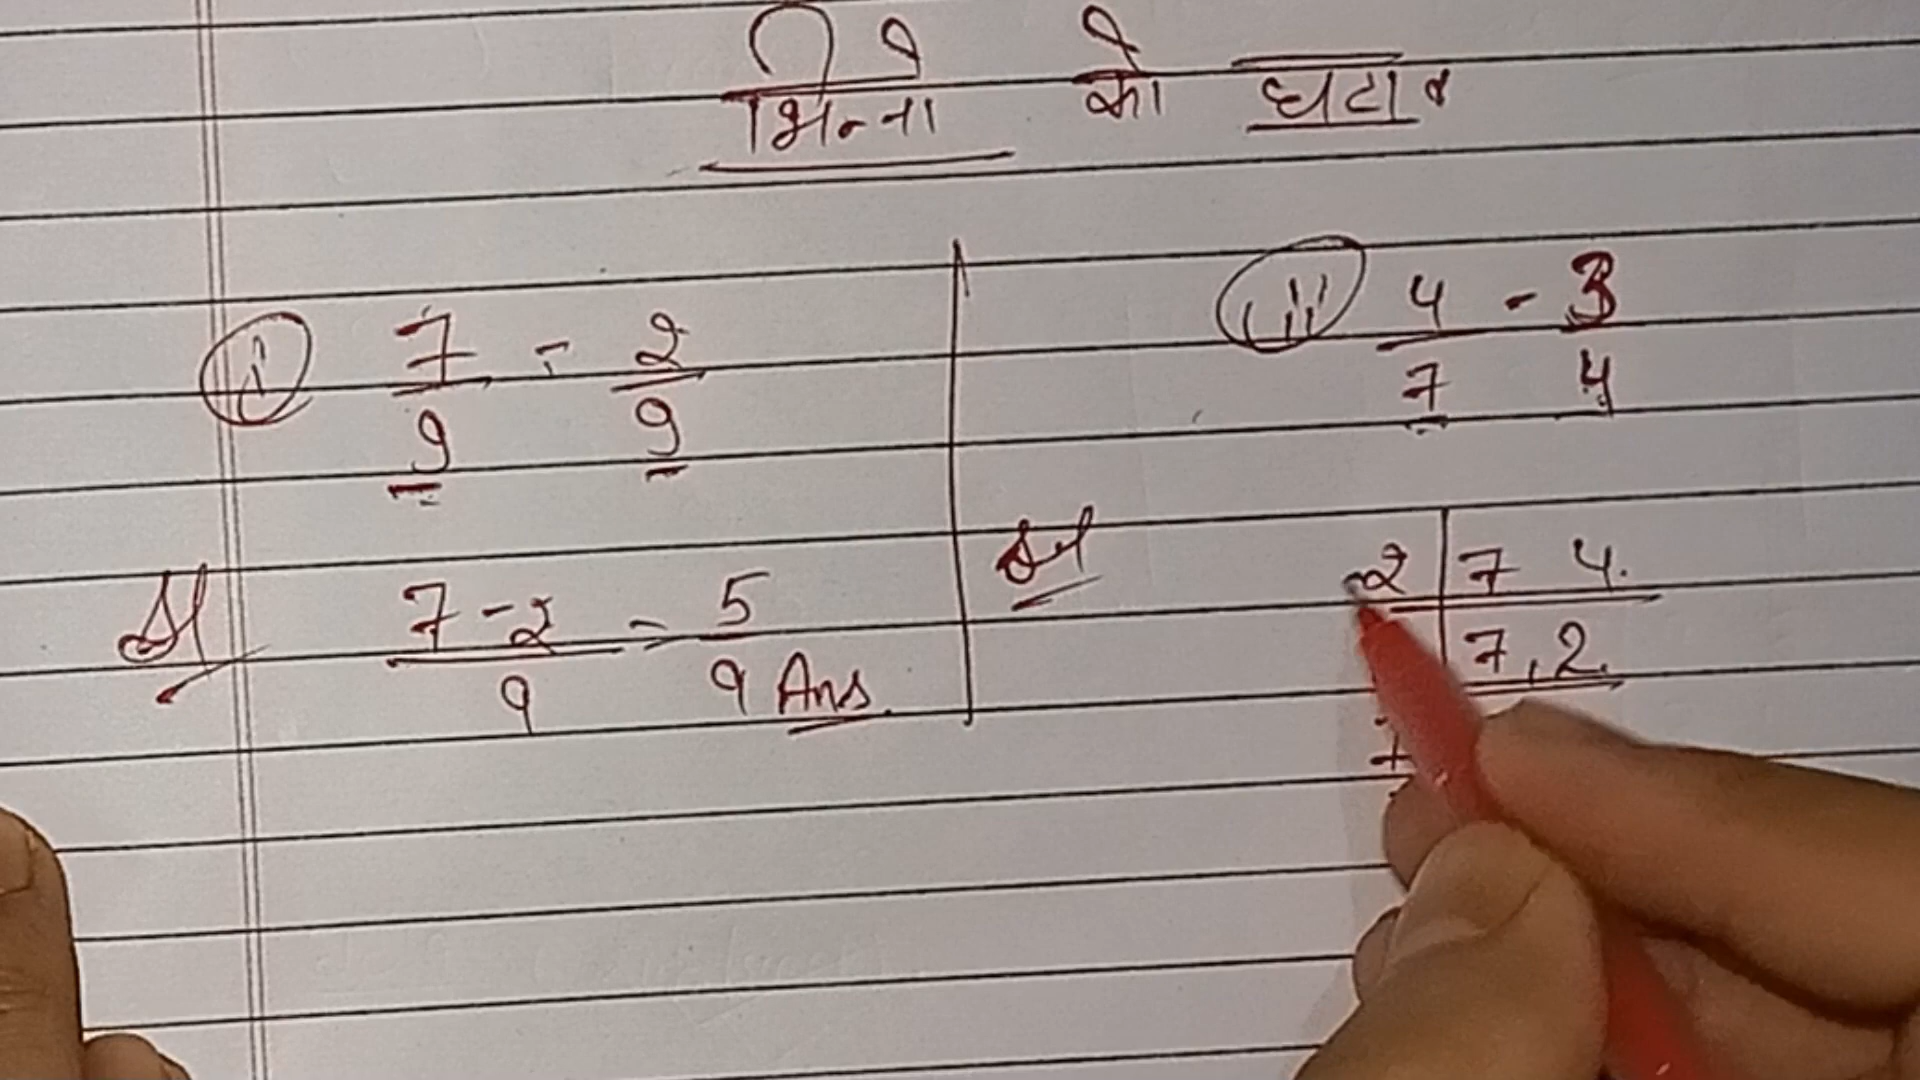 भिन्नो को घटाव
(i) 7/9 - 2/9
Sol 7-2/9 = 5/9 Ans.
(ii) 4/7 - 3/4
Sol
2 | 7 4.
7, 2.